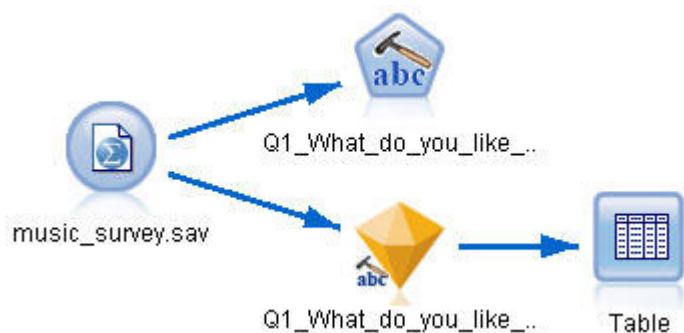 abc
Q1_What_do_you_like_..
music_survey.sav
abc
Q1_What_do_you_like_..
Table